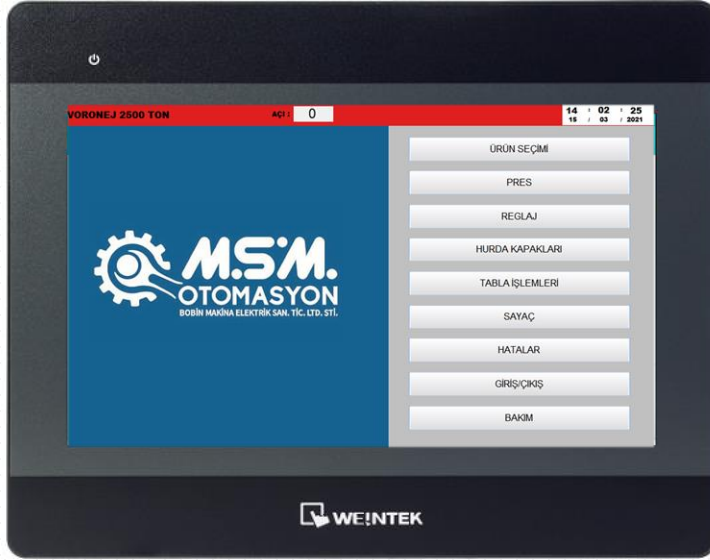 VORONEJ 2500 TON AÇI : 0 14 : 02 : 25
15 / 03 / 2021
ÜRÜN SEÇİMİ
PRES
REGLAJ
HURDA KAPAKLARI
TABLA İŞLEMLERİ
SAYAÇ
HATALAR
GİRİŞ/ÇIKIŞ
BAKIM
M.S.M.
OTOMASYON
BOBİN MAKİNA ELEKTRİK SAN. TİC. LTD. STİ.
WEINTEK